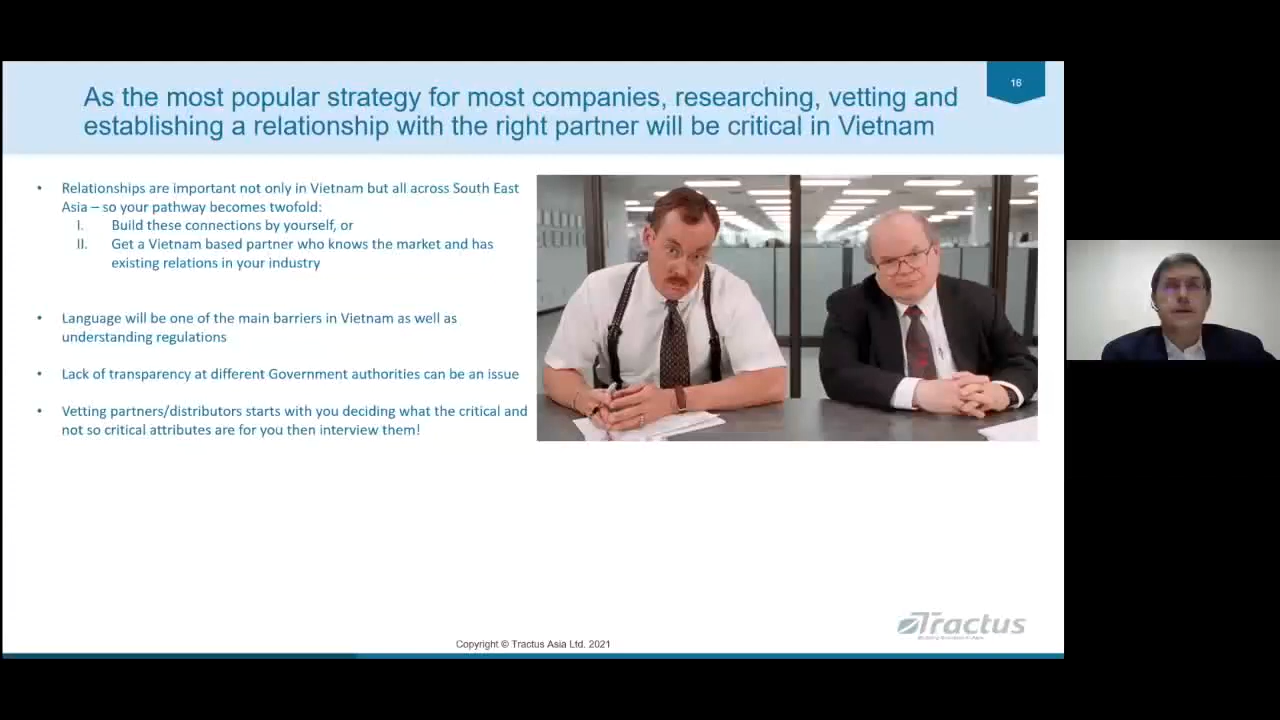 As the most popular strategy for most companies, researching, vetting and
establishing a relationship with the right partner will be critical in Vietnam
16
• Relationships are important not only in Vietnam but all across South East
Asia – so your pathway becomes twofold:
I. Build these connections by yourself, or
II. Get a Vietnam based partner who knows the market and has
existing relations in your industry
• Language will be one of the main barriers in Vietnam as well as
understanding regulations
• Lack of transparency at different Government authorities can be an issue
• Vetting partners/distributors starts with you deciding what the critical and
not so critical attributes are for you then interview them!
Tractus
Copyright © Tractus Asia Ltd. 2021